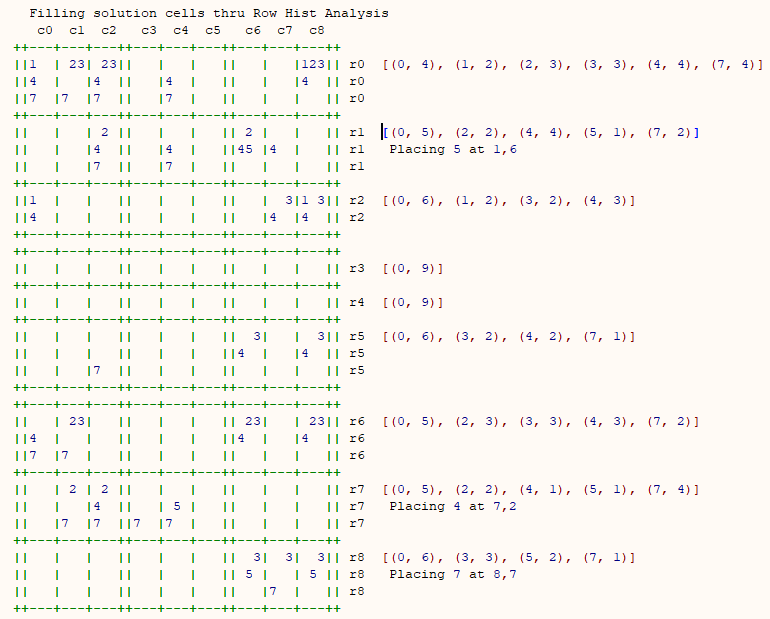 Filling solution cells thru Row Hist Analysis
   c0  c1  c2   c3  c4  c5   c6  c7  c8
++---+---+---++---+---+---++---+---+---++
||1  | 23| 23||   |   |   ||   |   |123|| r0  [(0, 4), (1, 2), (2, 3), (3, 3), (4, 4), (7, 4)]
||4  |   |4  ||   |4  |   ||   |   |4  || r0
||7  |7  |7  ||   |7  |   ||   |   |   || r0
++---+---+---++---+---+---++---+---+---++
||   |   | 2 ||   |   |   || 2 |   |   || r1  [(0, 5), (2, 2), (4, 4), (5, 1), (7, 2)]
||   |   |4  ||   |4  |   ||45 |4  |   || r1   Placing 5 at 1,6
||   |   |7  ||   |7  |   ||   |   |   || r1
++---+---+---++---+---+---++---+---+---++
||1  |   |   ||   |   |   ||   |  3|1 3|| r2  [(0, 6), (1, 2), (3, 2), (4, 3)]
||4  |   |   ||   |   |   ||   |4  |4  || r2
++---+---+---++---+---+---++---+---+---++
++---+---+---++---+---+---++---+---+---++
||   |   |   ||   |   |   ||   |   |   || r3  [(0, 9)]
++---+---+---++---+---+---++---+---+---++
||   |   |   ||   |   |   ||   |   |   || r4  [(0, 9)]
++---+---+---++---+---+---++---+---+---++
||   |   |   ||   |   |   ||  3|   |  3|| r5  [(0, 6), (3, 2), (4, 2), (7, 1)]
||   |   |   ||   |   |   ||4  |   |4  || r5
||   |   |7  ||   |   |   ||   |   |   || r5
++---+---+---++---+---+---++---+---+---++
++---+---+---++---+---+---++---+---+---++
||   | 23|   ||   |   |   || 23|   | 23|| r6  [(0, 5), (2, 3), (3, 3), (4, 3), (7, 2)]
||4  |   |   ||   |   |   ||4  |   |4  || r6
||7  |7  |   ||   |   |   ||   |   |   || r6
++---+---+---++---+---+---++---+---+---++
||   | 2 | 2 ||   |   |   ||   |   |   || r7  [(0, 5), (2, 2), (4, 1), (5, 1), (7, 4)]
||   |   |4  ||   | 5 |   ||   |   |   || r7   Placing 4 at 7,2
||   |7  |7  ||7  |7  |   ||   |   |   || r7
++---+---+---++---+---+---++---+---+---++
||   |   |   ||   |   |   ||  3|  3|  3|| r8  [(0, 6), (3, 3), (5, 2), (7, 1)]
||   |   |   ||   |   |   || 5 |   | 5 || r8   Placing 7 at 8,7
||   |   |   ||   |   |   ||   |7  |   || r8
++---+---+---++---+---+---++---+---+---++